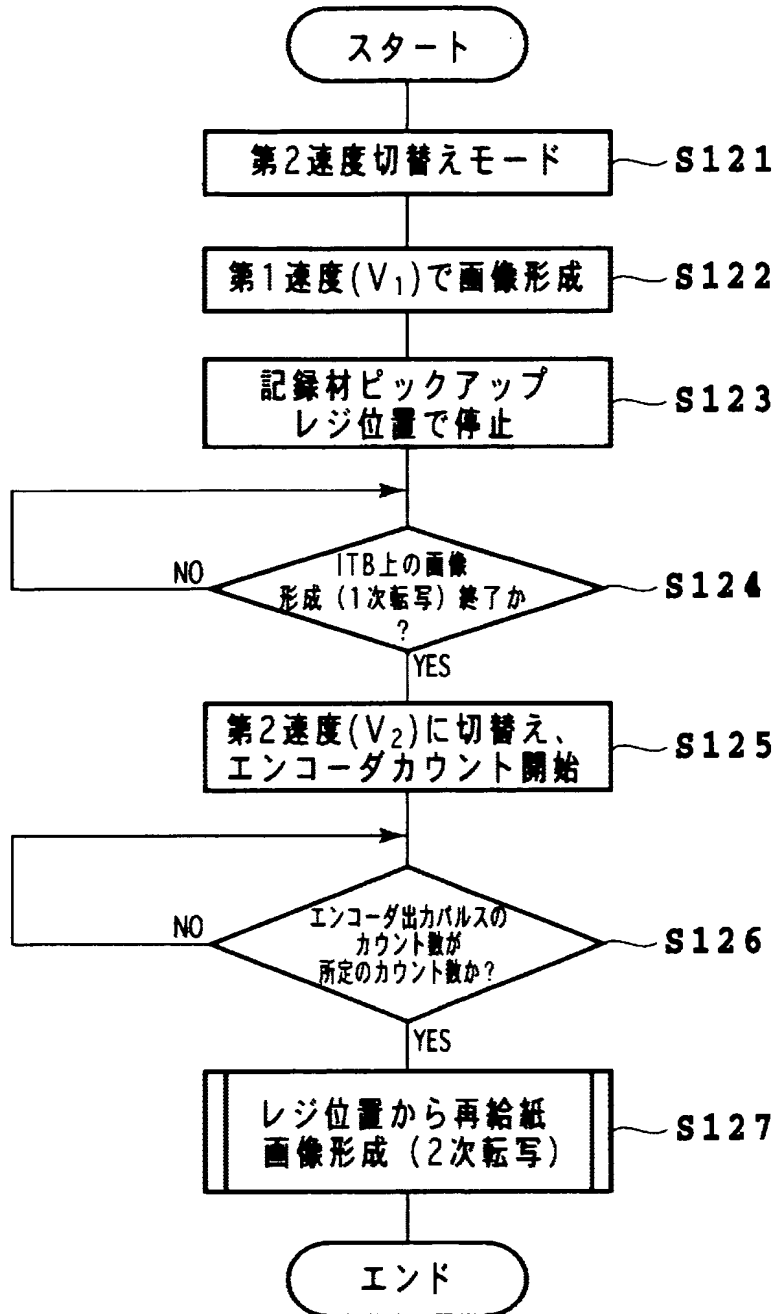 スタート
第2速度切替えモード
S121
第1速度(V₁)で画像形成
S122
記録材ピックアップ
レジ位置で停止
S123
ITB上の画像
形成（1次転写）終了か
?
NO
S124
YES
第2速度(V₂)に切替え、
エンコーダカウント開始
S125
エンコーダ出力パルスの
カウント数が
所定のカウント数か?
NO
S126
YES
レジ位置から再給紙
画像形成（2次転写）
S127
エンド